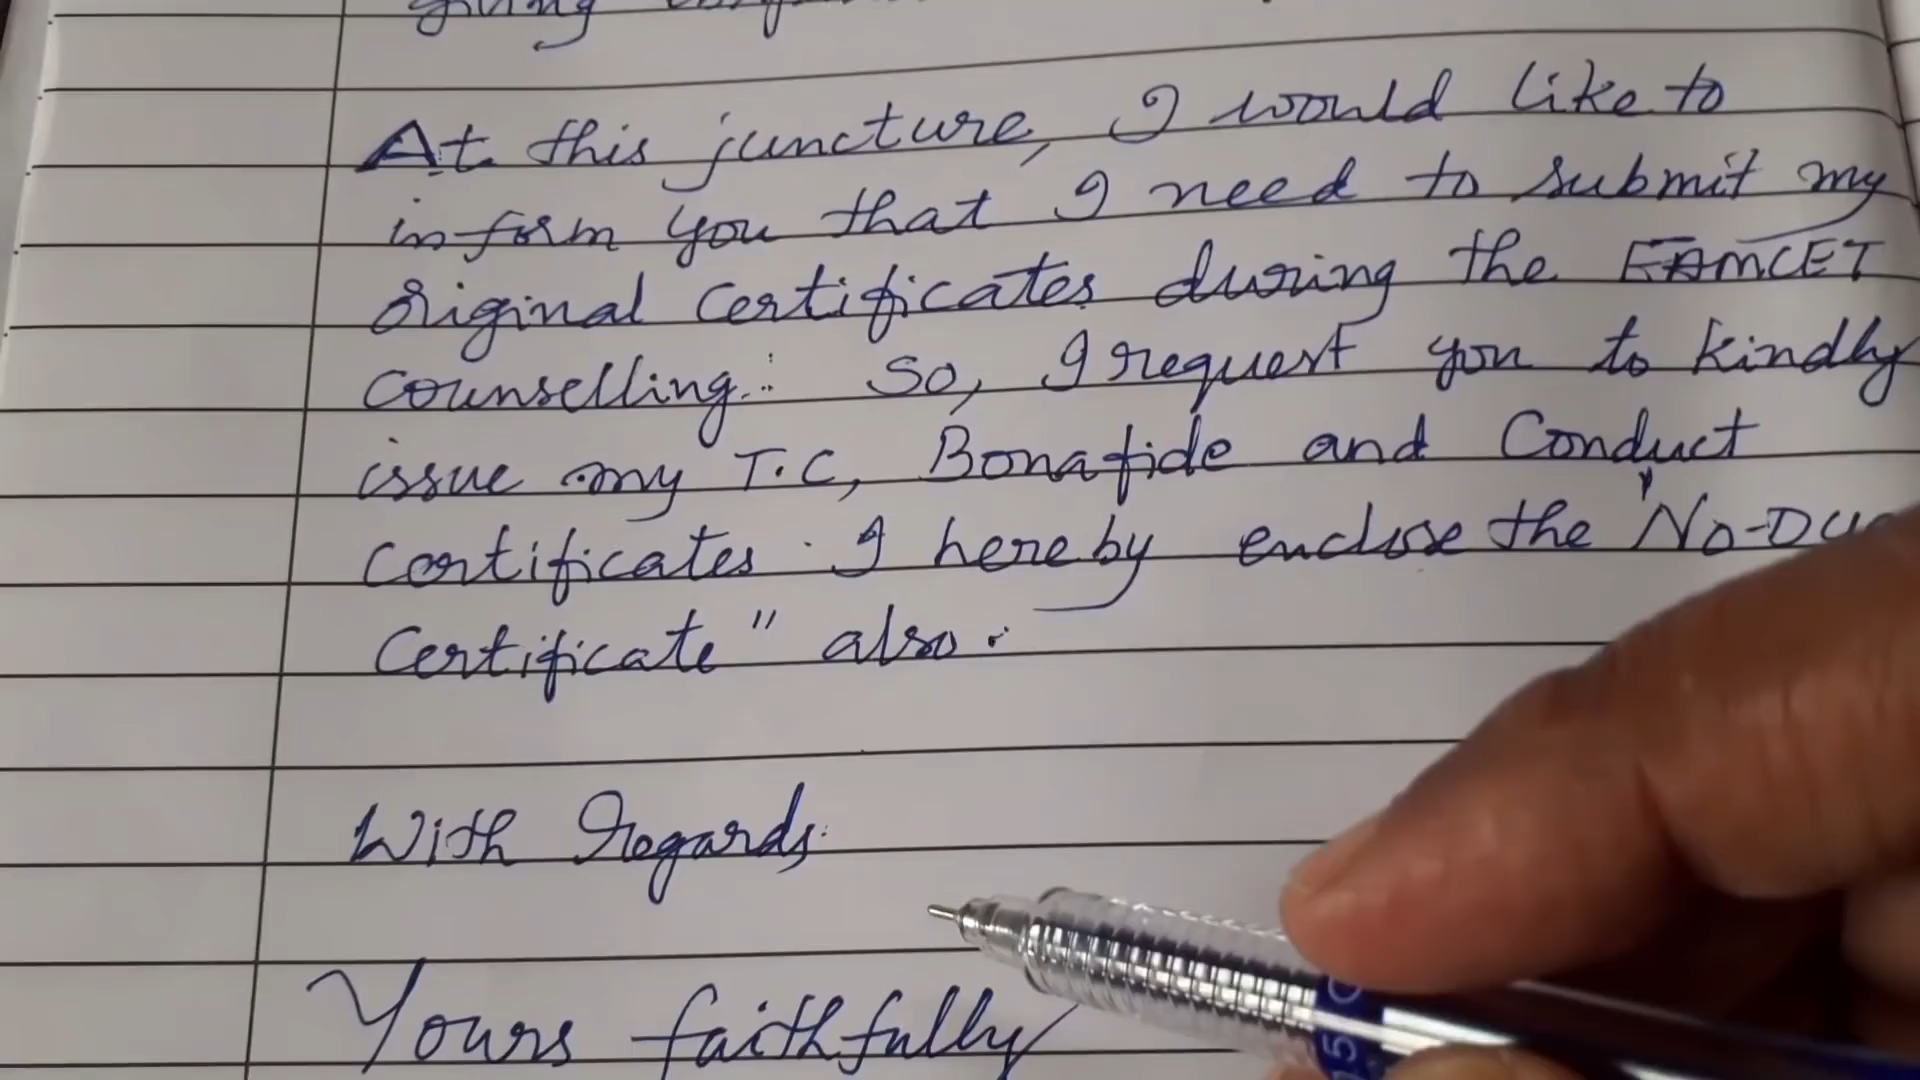 giving
At this juncture, I would like to
inform you that I need to submit my
original certificates during the EAMCET
counselling. So, I request you to kindly
issue my T.C, Bonafide and Conduct
certificates. I hereby enclose the "No-Due
certificate" also.
With Regards
Yours faithfully
05